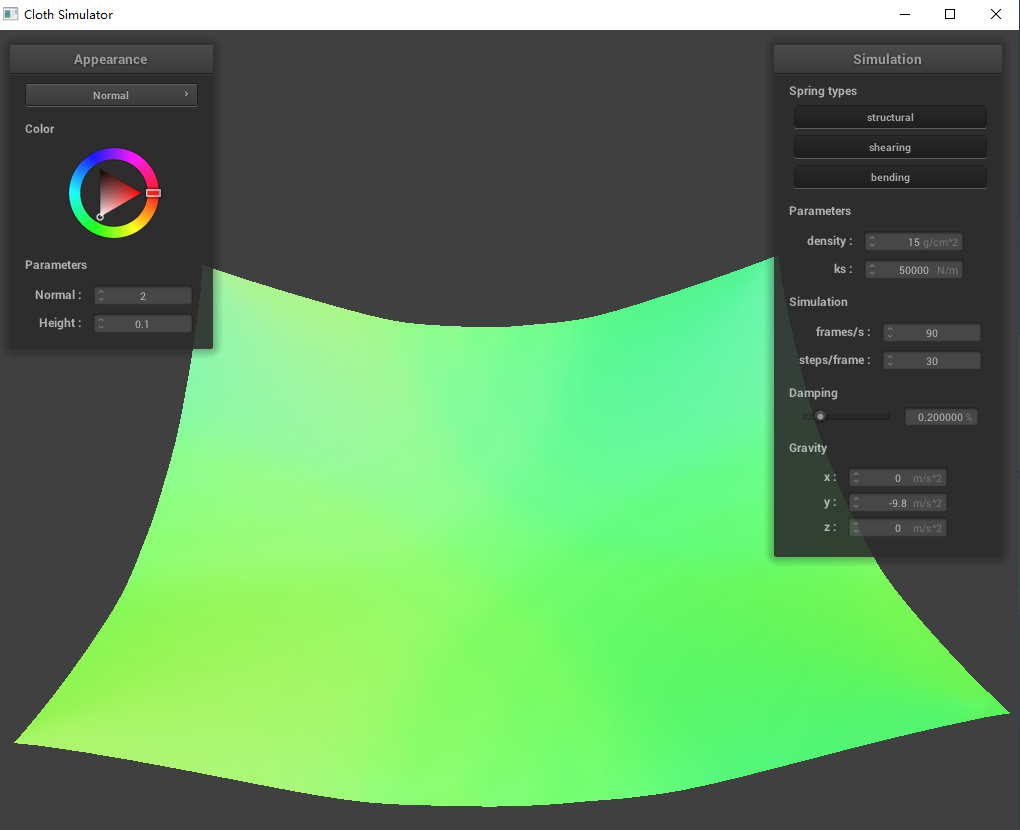 Cloth Simulator
Appearance
Normal
Color
Parameters
Normal : 2
Height : 0.1
Simulation
Spring types
structural
shearing
bending
Parameters
density : 15 g/cm^2
ks : 50000 N/m
Simulation
frames/s : 90
steps/frame : 30
Damping
0.200000 %
Gravity
x : 0 m/s^2
y : -9.8 m/s^2
z : 0 m/s^2